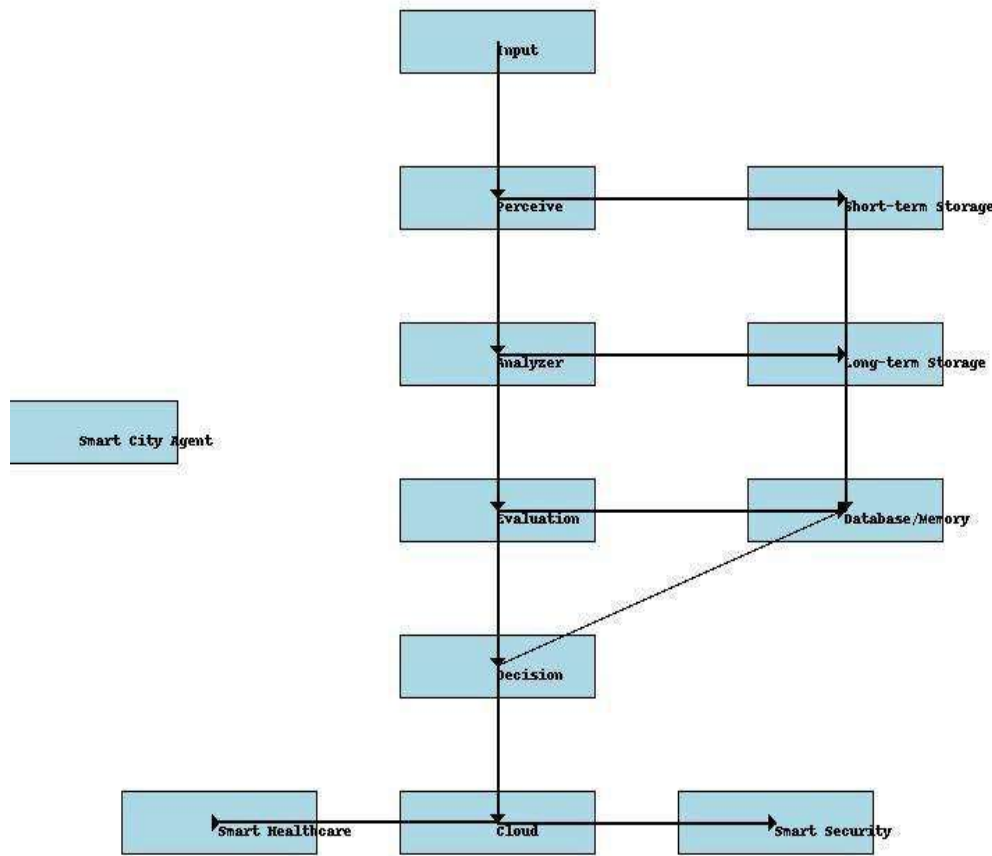 Input
Perceive
Short-term Storage
Analyzer
Long-term Storage
Smart City Agent
Evaluation
Database/Memory
Decision
Smart Healthcare
Cloud
Smart Security